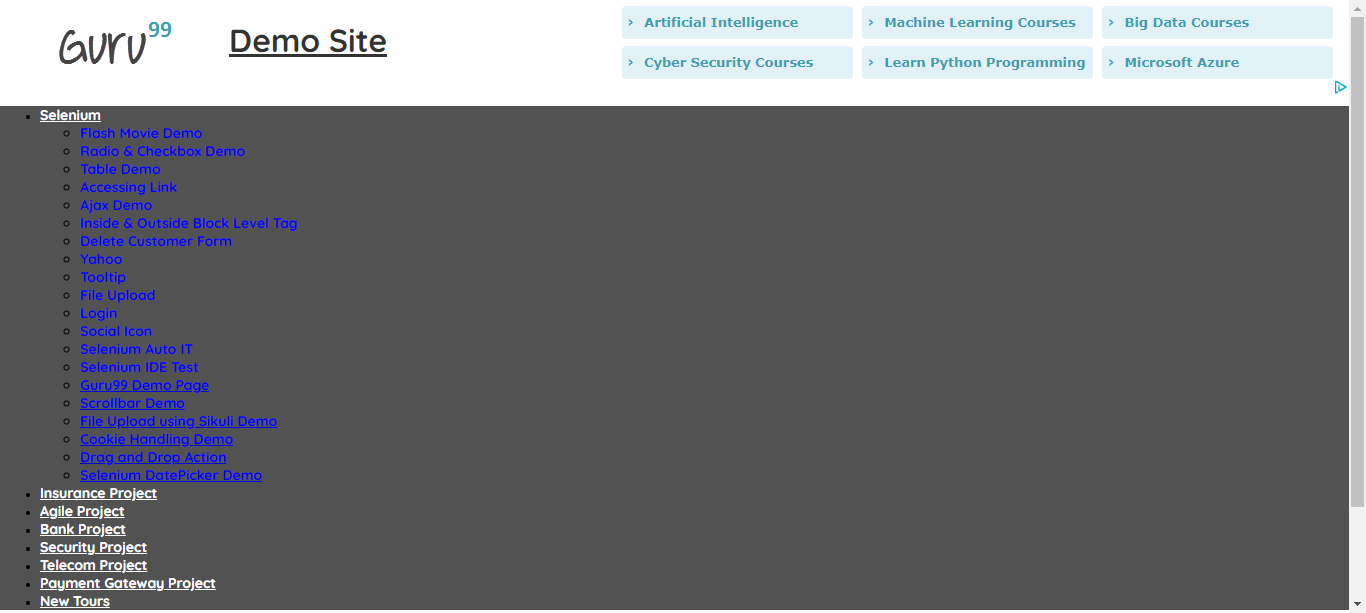 Guru99
Demo Site
Artificial Intelligence
Machine Learning Courses
Big Data Courses
Cyber Security Courses
Learn Python Programming
Microsoft Azure
Selenium
Flash Movie Demo
Radio & Checkbox Demo
Table Demo
Accessing Link
Ajax Demo
Inside & Outside Block Level Tag
Delete Customer Form
Yahoo
Tooltip
File Upload
Login
Social Icon
Selenium Auto IT
Selenium IDE Test
Guru99 Demo Page
Scrollbar Demo
File Upload using Sikuli Demo
Cookie Handling Demo
Drag and Drop Action
Selenium DatePicker Demo
Insurance Project
Agile Project
Bank Project
Security Project
Telecom Project
Payment Gateway Project
New Tours